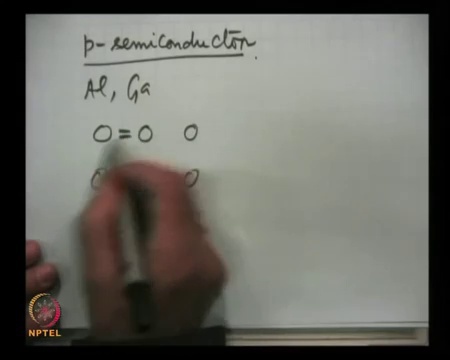 p-semiconductor
Al, Ga
O = O O
O O
NPTEL